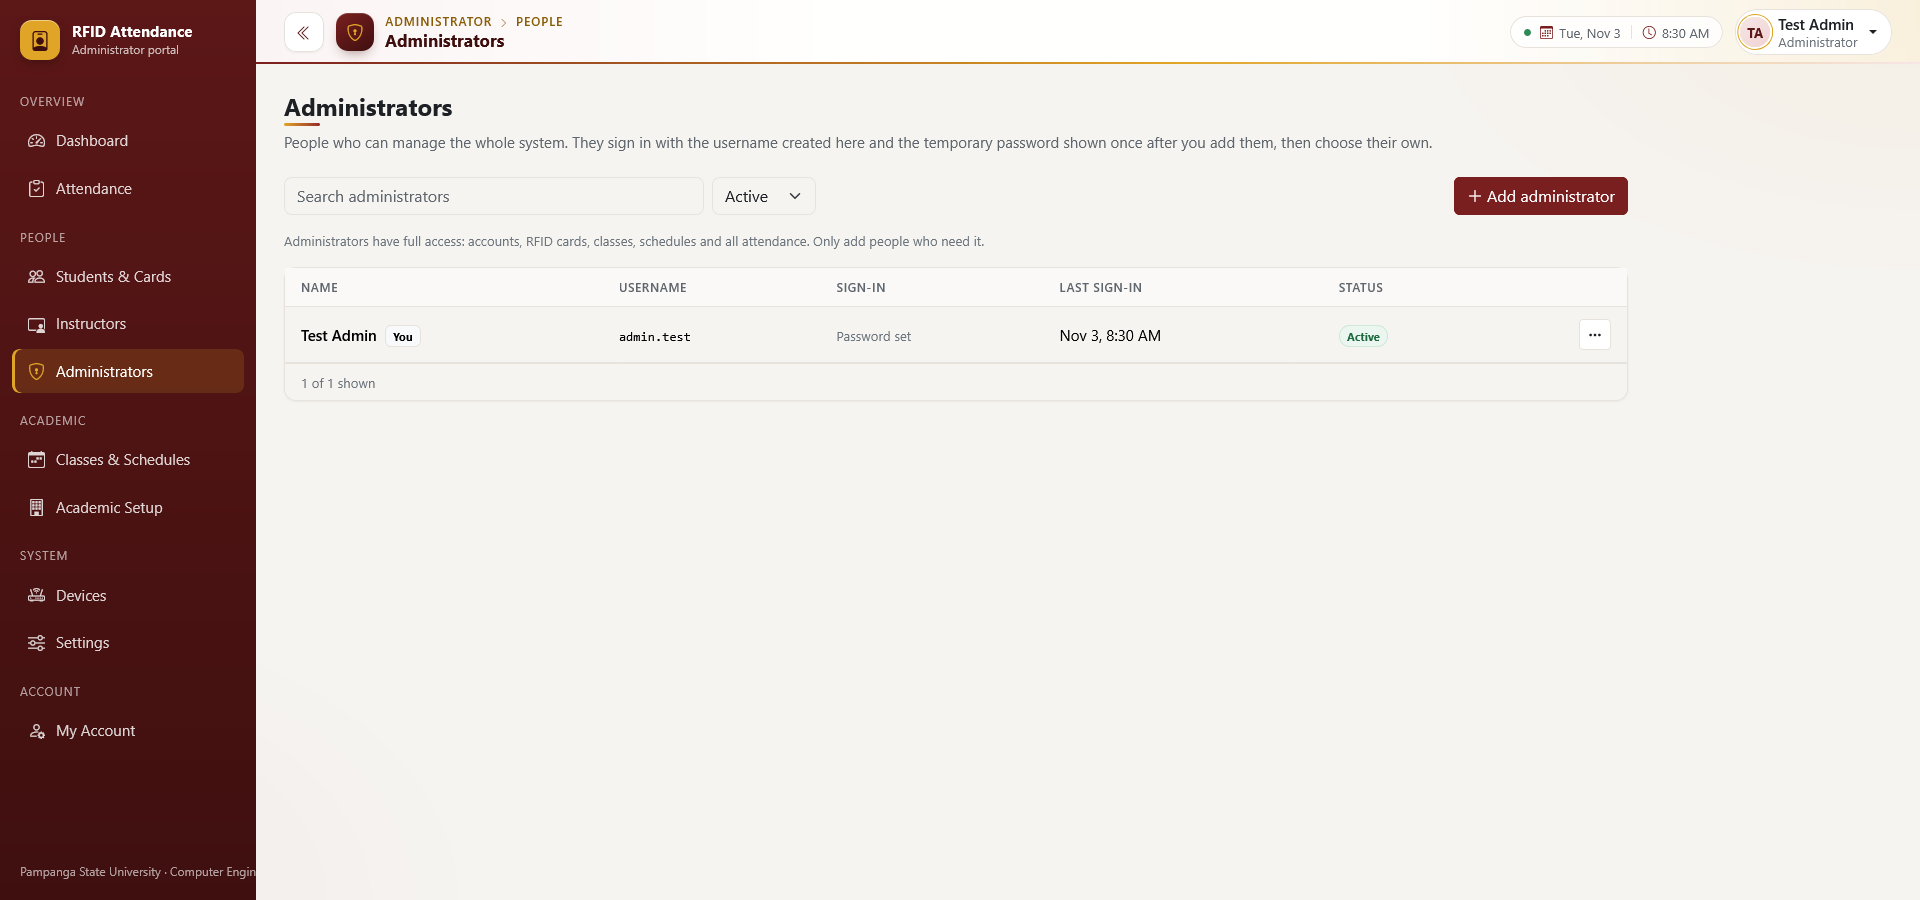 RFID Attendance
Administrator portal
OVERVIEW
Dashboard
Attendance
PEOPLE
Students & Cards
Instructors
Administrators
ACADEMIC
Classes & Schedules
Academic Setup
SYSTEM
Devices
Settings
ACCOUNT
My Account
Pampanga State University · Computer Engin
ADMINISTRATOR > PEOPLE
Administrators
Tue, Nov 3 8:30 AM
TA Test Admin
Administrator
Administrators
People who can manage the whole system. They sign in with the username created here and the temporary password shown once after you add them, then choose their own.
Search administrators Active + Add administrator
Administrators have full access: accounts, RFID cards, classes, schedules and all attendance. Only add people who need it.
NAME USERNAME SIGN-IN LAST SIGN-IN STATUS
Test Admin You admin.test Password set Nov 3, 8:30 AM Active ...
1 of 1 shown